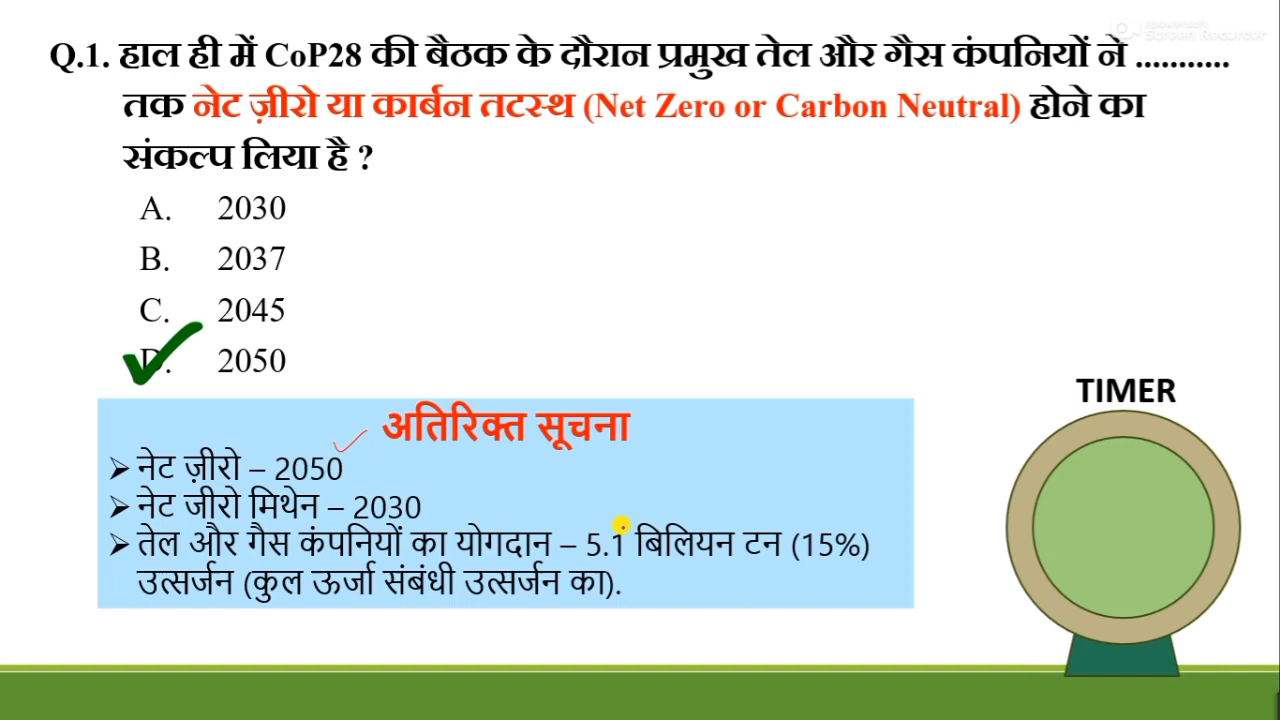 Screen Recorder
Q.1. हाल ही में CoP28 की बैठक के दौरान प्रमुख तेल और गैस कंपनियों ने ...........
तक नेट ज़ीरो या कार्बन तटस्थ (Net Zero or Carbon Neutral) होने का
संकल्प लिया है ?
A. 2030
B. 2037
C. 2045
D. 2050
TIMER
अतिरिक्त सूचना
➢ नेट ज़ीरो – 2050
➢ नेट जीरो मिथेन – 2030
➢ तेल और गैस कंपनियों का योगदान – 5.1 बिलियन टन (15%)
उत्सर्जन (कुल ऊर्जा संबंधी उत्सर्जन का).